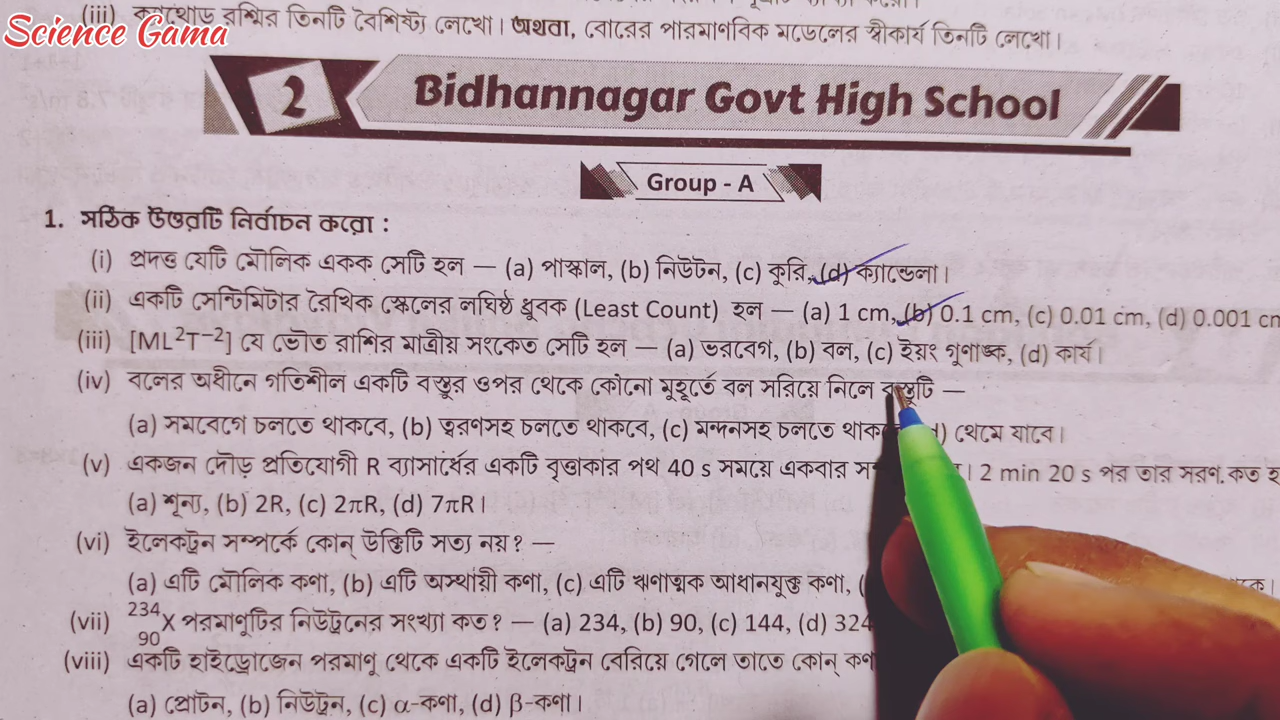 (iii) ক্যাথোড রশ্মির তিনটি বৈশিষ্ট্য লেখো। অথবা, বোরের পারমাণবিক মডেলের স্বীকার্য তিনটি লেখো।
Science Gama
2 Bidhannagar Govt High School
Group - A
1. সঠিক উত্তরটি নির্বাচন করো :
(i) প্রদত্ত যেটি মৌলিক একক সেটি হল — (a) পাস্কাল, (b) নিউটন, (c) কুরি, (d) ক্যান্ডেলা।
(ii) একটি সেন্টিমিটার রৈখিক স্কেলের লঘিষ্ঠ ধ্রুবক (Least Count) হল — (a) 1 cm, (b) 0.1 cm, (c) 0.01 cm, (d) 0.001 cm
(iii) [ML²T⁻²] যে ভৌত রাশির মাত্রীয় সংকেত সেটি হল — (a) ভরবেগ, (b) বল, (c) ইয়ং গুণাঙ্ক, (d) কার্য।
(iv) বলের অধীনে গতিশীল একটি বস্তুর ওপর থেকে কোনো মুহূর্তে বল সরিয়ে নিলে বস্তুটি —
(a) সমবেগে চলতে থাকবে, (b) ত্বরণসহ চলতে থাকবে, (c) মন্দনসহ চলতে থাক d) থেমে যাবে।
(v) একজন দৌড় প্রতিযোগী R ব্যাসার্ধের একটি বৃত্তাকার পথ 40 s সময়ে একবার । 2 min 20 s পর তার সরণ কত
(a) শূন্য, (b) 2R, (c) 2πR, (d) 7πR।
(vi) ইলেকট্রন সম্পর্কে কোন্ উক্তিটি সত্য নয়? —
(a) এটি মৌলিক কণা, (b) এটি অস্থায়ী কণা, (c) এটি ঋণাত্মক আধানযুক্ত কণা, (
(vii) ²³⁴₉₀X পরমাণুটির নিউট্রনের সংখ্যা কত? — (a) 234, (b) 90, (c) 144, (d) 324
(viii) একটি হাইড্রোজেন পরমাণু থেকে একটি ইলেকট্রন বেরিয়ে গেলে তাতে কোন্ কণ
(a) প্রোটন, (b) নিউট্রন, (c) α-কণা, (d) β-কণা।